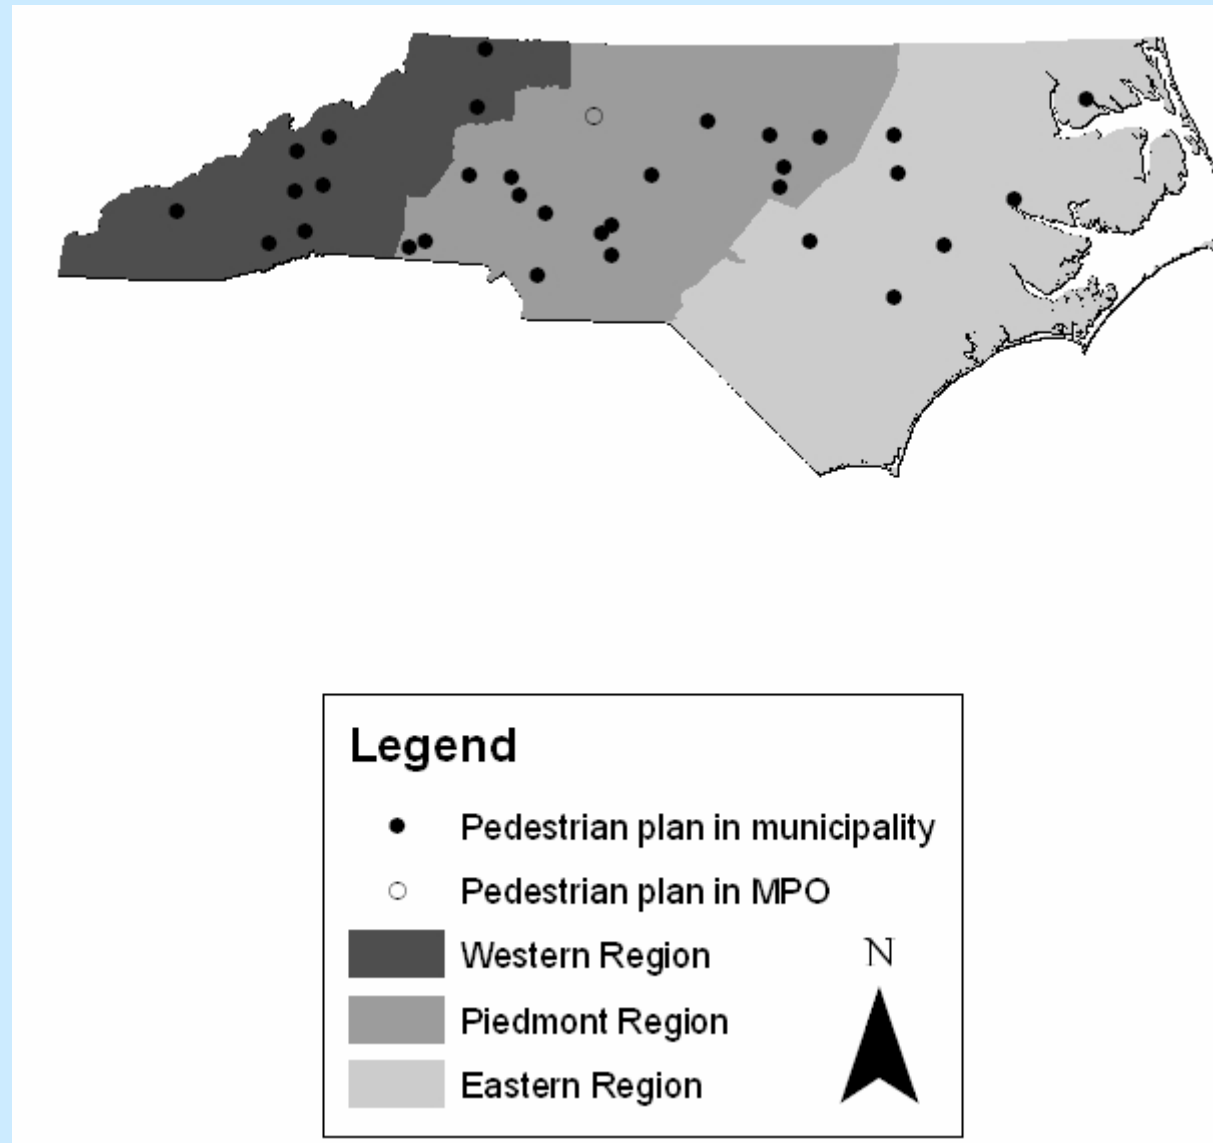 Legend
Pedestrian plan in municipality
Pedestrian plan in MPO
Western Region
N
Piedmont Region
Eastern Region